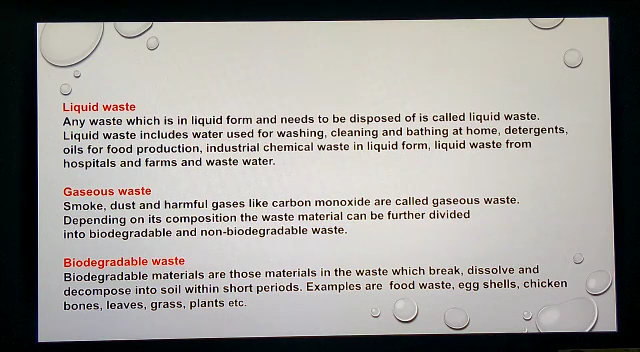 Liquid waste
Any waste which is in liquid form and needs to be disposed of is called liquid waste.
Liquid waste includes water used for washing, cleaning and bathing at home, detergents,
oils for food production, industrial chemical waste in liquid form, liquid waste from
hospitals and farms and waste water.
Gaseous waste
Smoke, dust and harmful gases like carbon monoxide are called gaseous waste.
Depending on its composition the waste material can be further divided
into biodegradable and non-biodegradable waste.
Biodegradable waste
Biodegradable materials are those materials in the waste which break, dissolve and
decompose into soil within short periods. Examples are food waste, egg shells, chicken
bones, leaves, grass, plants etc.